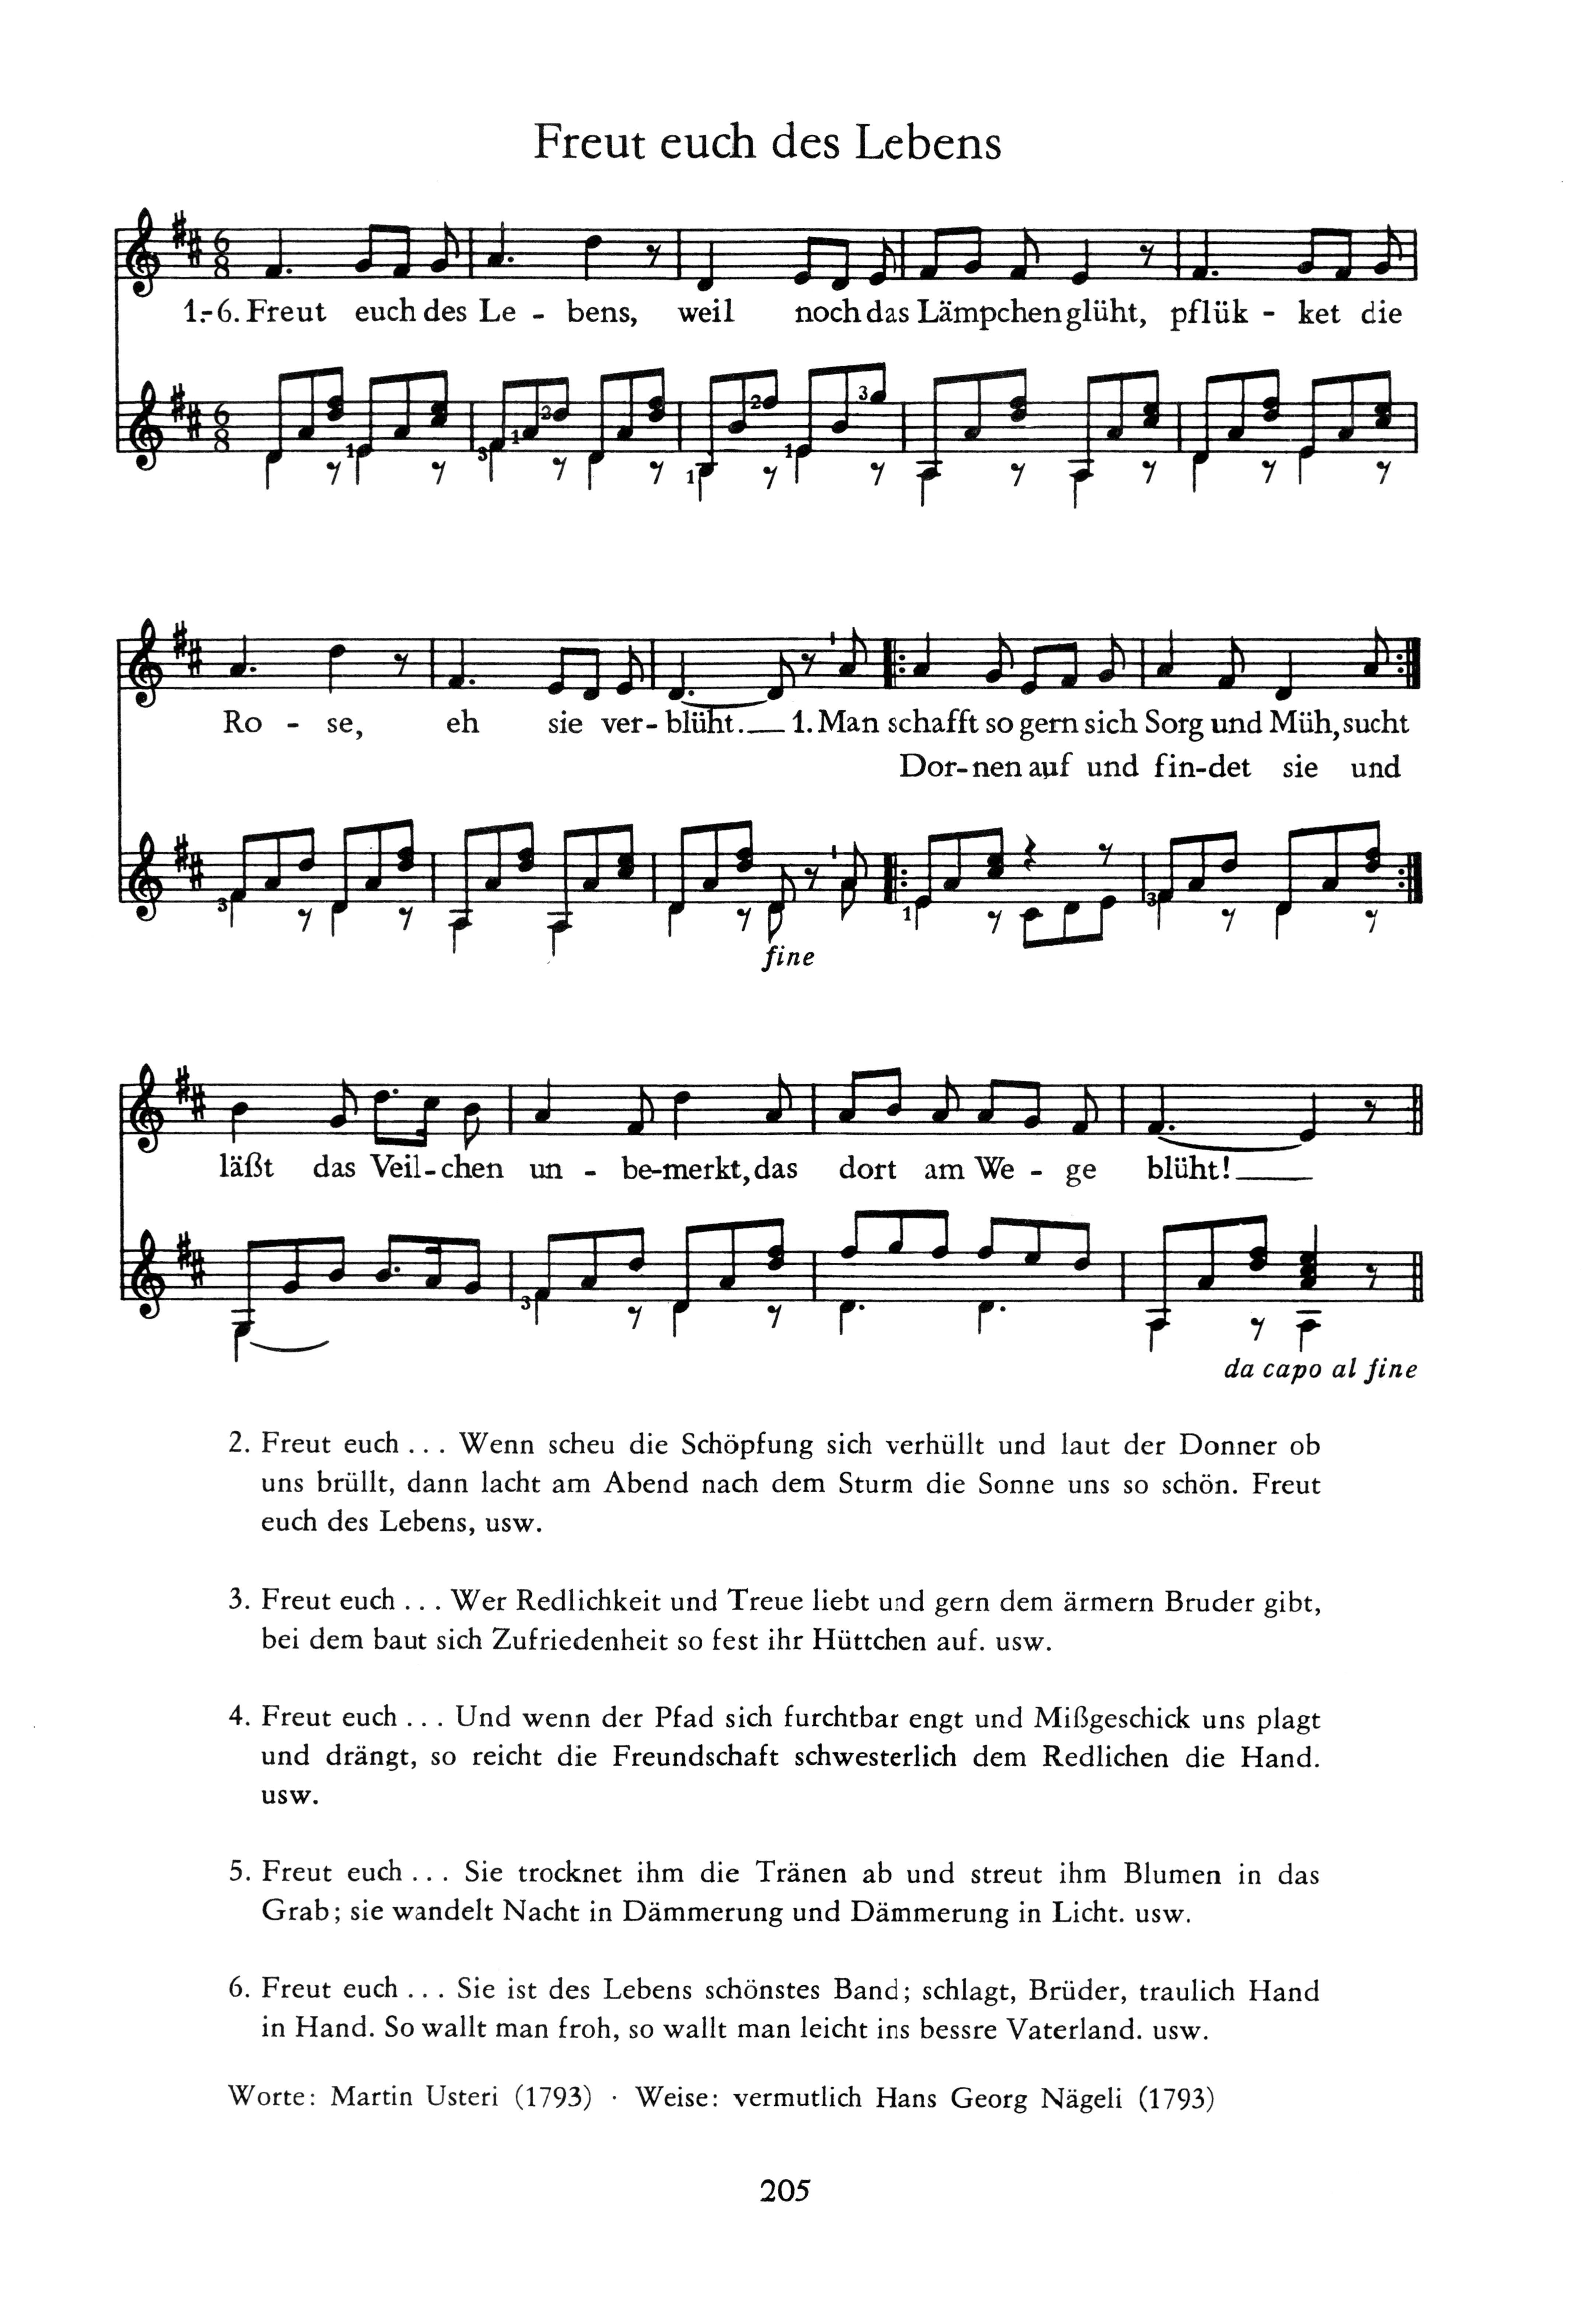 Freut euch des Lebens
1.-6. Freut euch des Le - bens, weil noch das Lämpchen glüht, pflük - ket die
Ro - se, eh sie ver - blüht. 1. Man schafft so gern sich Sorg und Müh, sucht
Dor - nen auf und fin - det sie und
fine
läßt das Veil - chen un - be - merkt, das dort am We - ge blüht!
da capo al fine
2. Freut euch . . . Wenn scheu die Schöpfung sich verhüllt und laut der Donner ob
uns brüllt, dann lacht am Abend nach dem Sturm die Sonne uns so schön. Freut
euch des Lebens, usw.
3. Freut euch . . . Wer Redlichkeit und Treue liebt und gern dem ärmern Bruder gibt,
bei dem baut sich Zufriedenheit so fest ihr Hüttchen auf. usw.
4. Freut euch . . . Und wenn der Pfad sich furchtbar engt und Mißgeschick uns plagt
und drängt, so reicht die Freundschaft schwesterlich dem Redlichen die Hand.
usw.
5. Freut euch . . . Sie trocknet ihm die Tränen ab und streut ihm Blumen in das
Grab; sie wandelt Nacht in Dämmerung und Dämmerung in Licht. usw.
6. Freut euch . . . Sie ist des Lebens schönstes Band; schlagt, Brüder, traulich Hand
in Hand. So wallt man froh, so wallt man leicht ins bessre Vaterland. usw.
Worte: Martin Usteri (1793) · Weise: vermutlich Hans Georg Nägeli (1793)
205